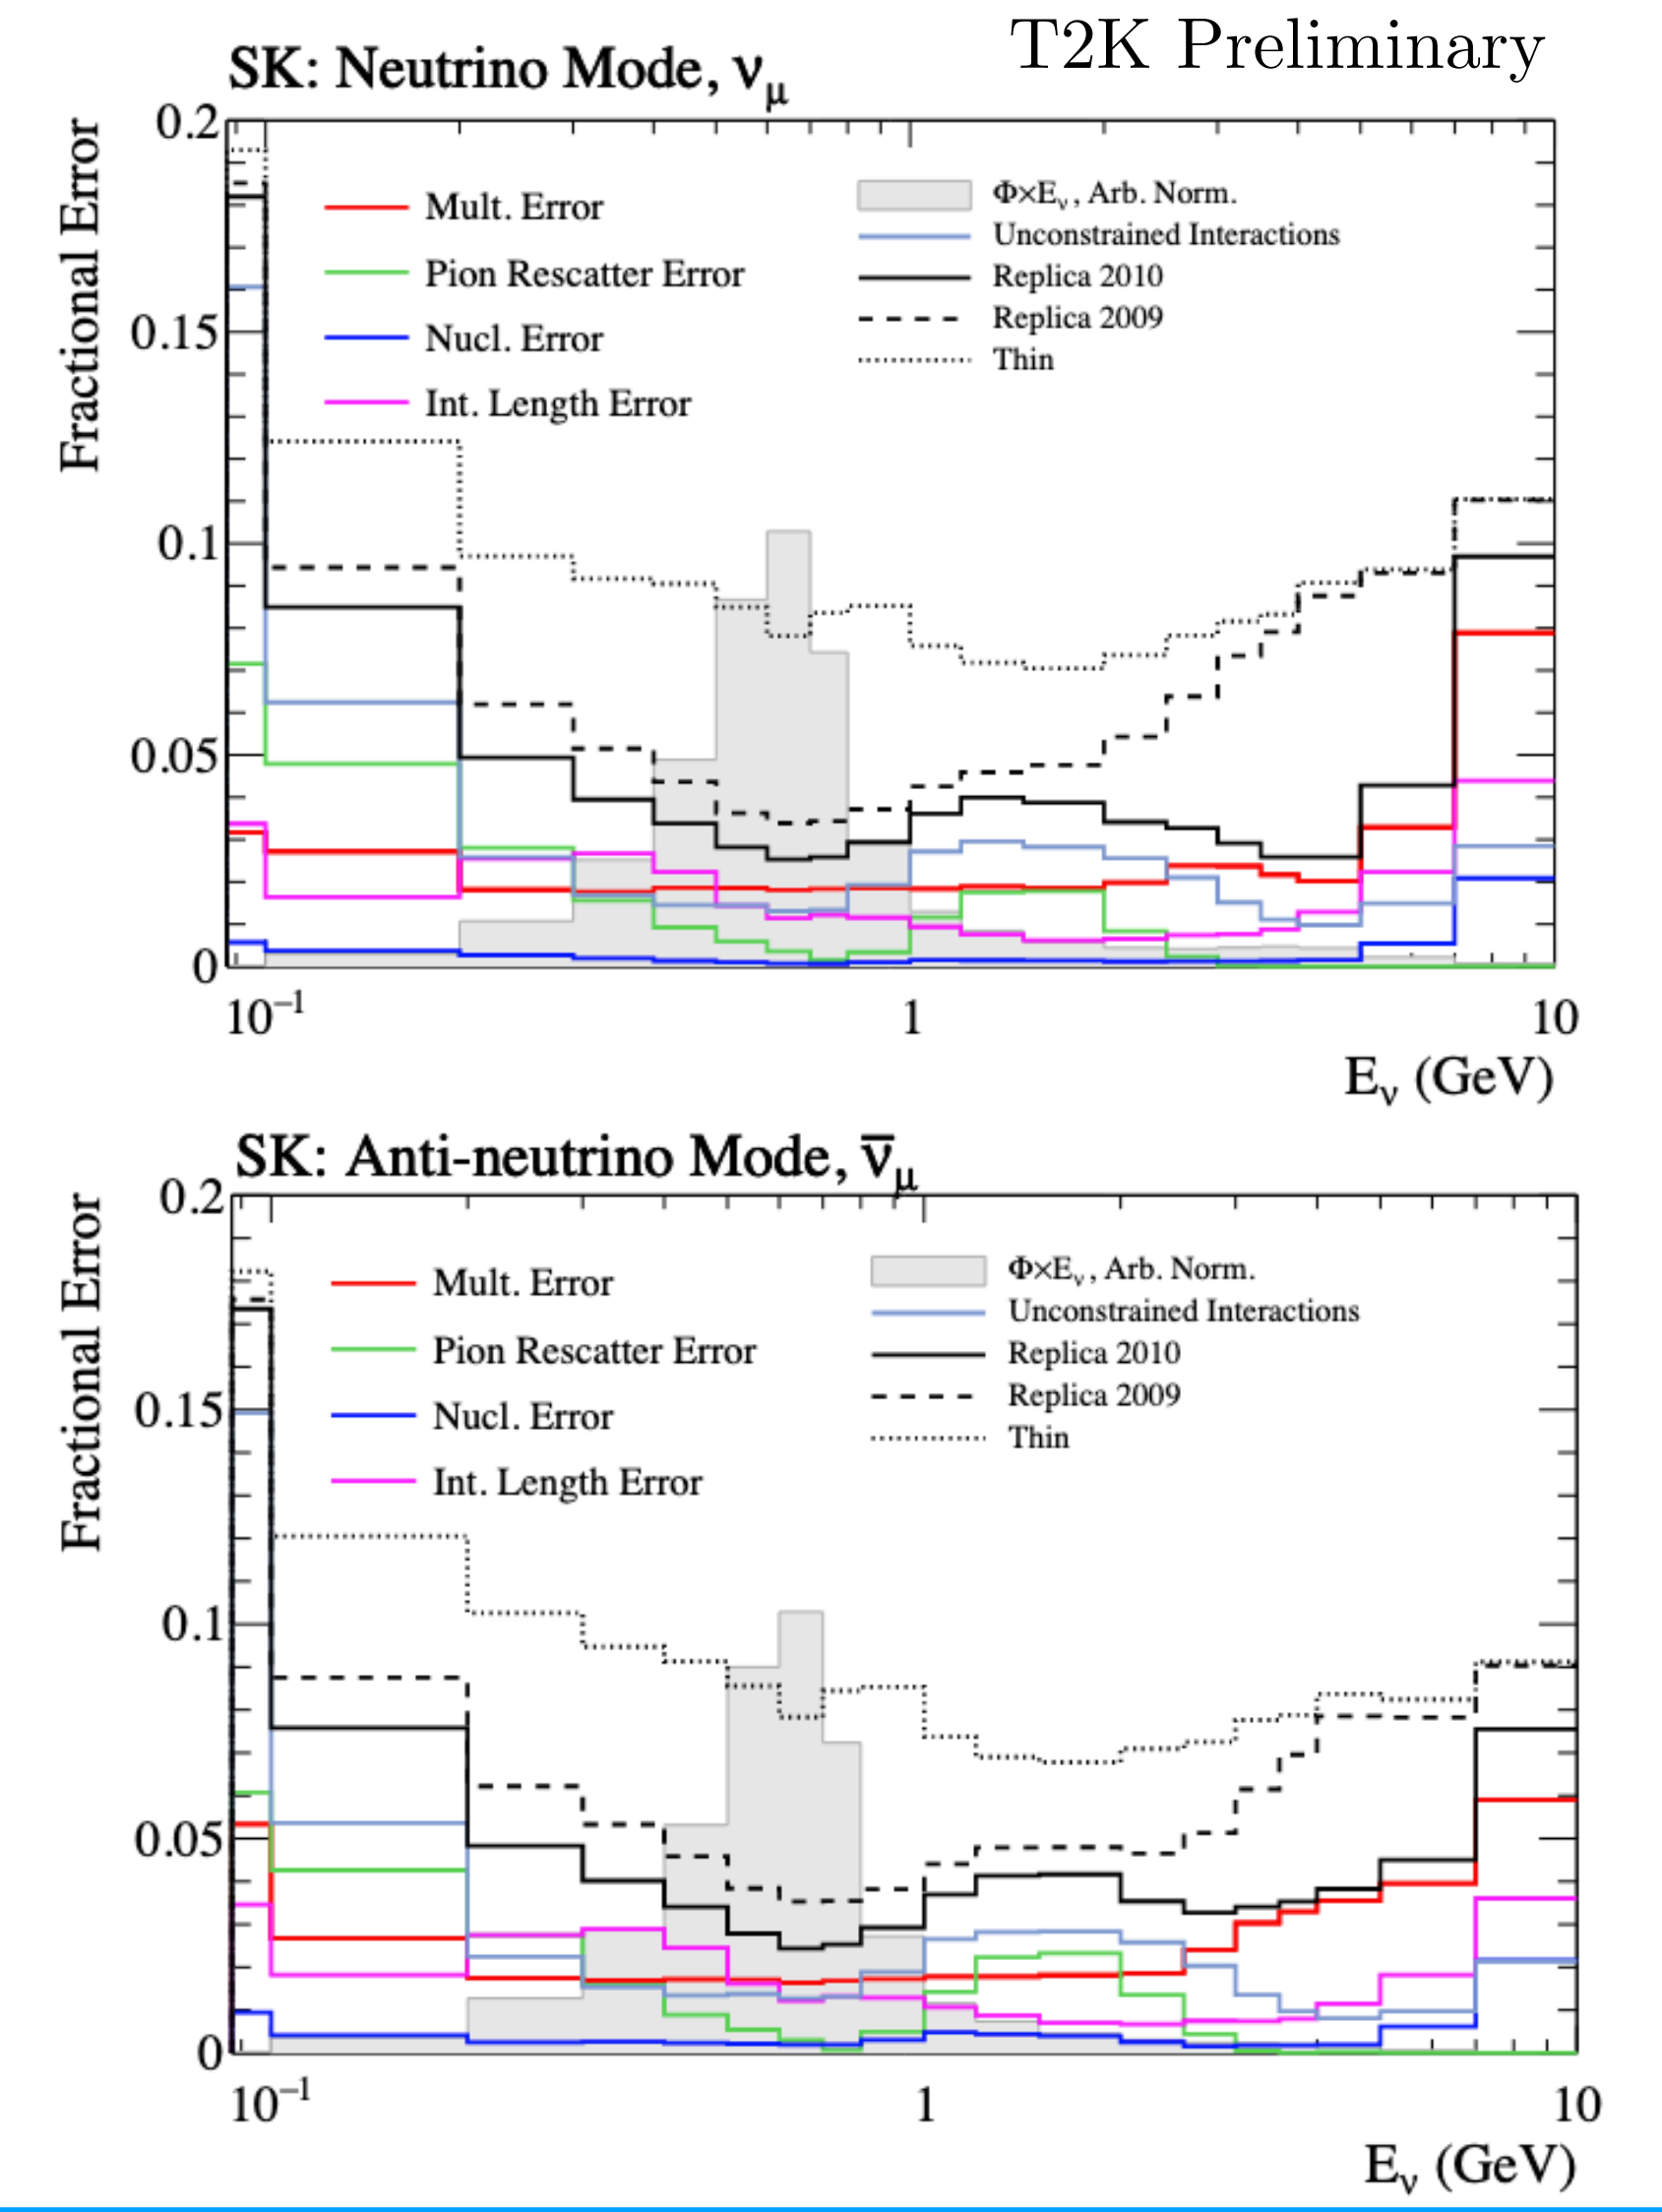 T2K Preliminary
SK: Neutrino Mode, νμ
Fractional Error
0.2
0.15
0.1
0.05
0
Mult. Error
Pion Rescatter Error
Nucl. Error
Int. Length Error
Φ×Eν, Arb. Norm.
Unconstrained Interactions
Replica 2010
Replica 2009
Thin
10⁻¹
1
10
Eν (GeV)
SK: Anti-neutrino Mode, ν̅μ
Fractional Error
0.2
0.15
0.1
0.05
0
Mult. Error
Pion Rescatter Error
Nucl. Error
Int. Length Error
Φ×Eν, Arb. Norm.
Unconstrained Interactions
Replica 2010
Replica 2009
Thin
10⁻¹
1
10
Eν (GeV)